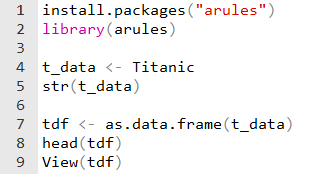 1 install.packages("arules")
2 library(arules)
3
4 t_data <- Titanic
5 str(t_data)
6
7 tdf <- as.data.frame(t_data)
8 head(tdf)
9 View(tdf)